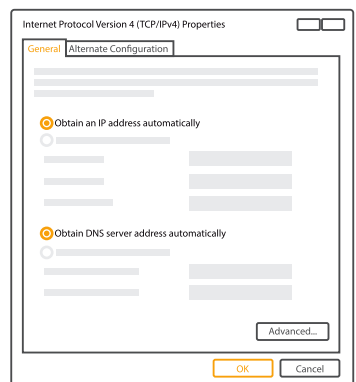 Internet Protocol Version 4 (TCP/IPv4) Properties
General Alternate Configuration
Obtain an IP address automatically
Obtain DNS server address automatically
Advanced...
OK Cancel